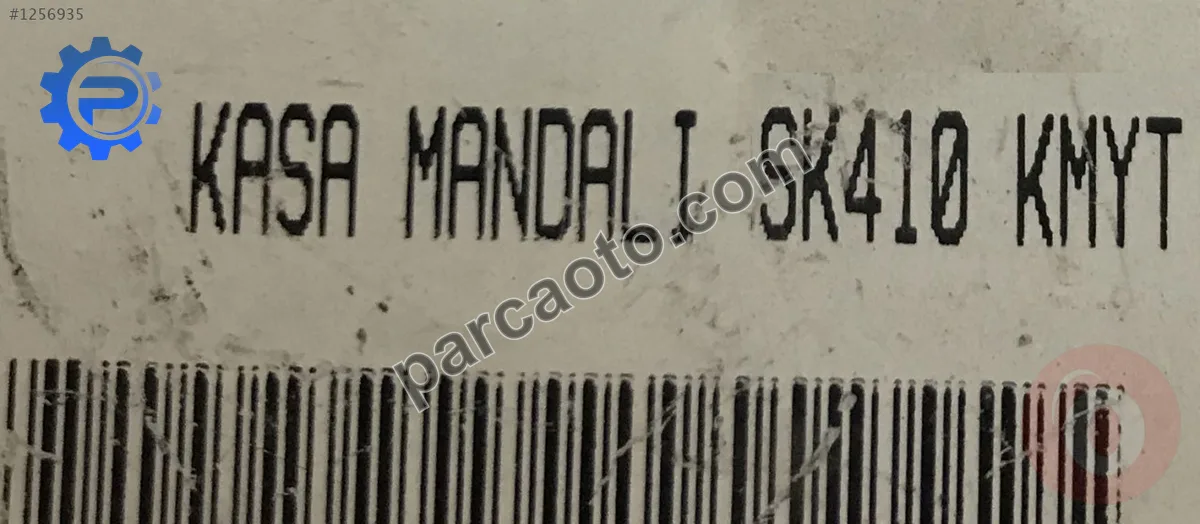 #1256935
KASA MANDALI SK410 KMYT
parcaoto.com